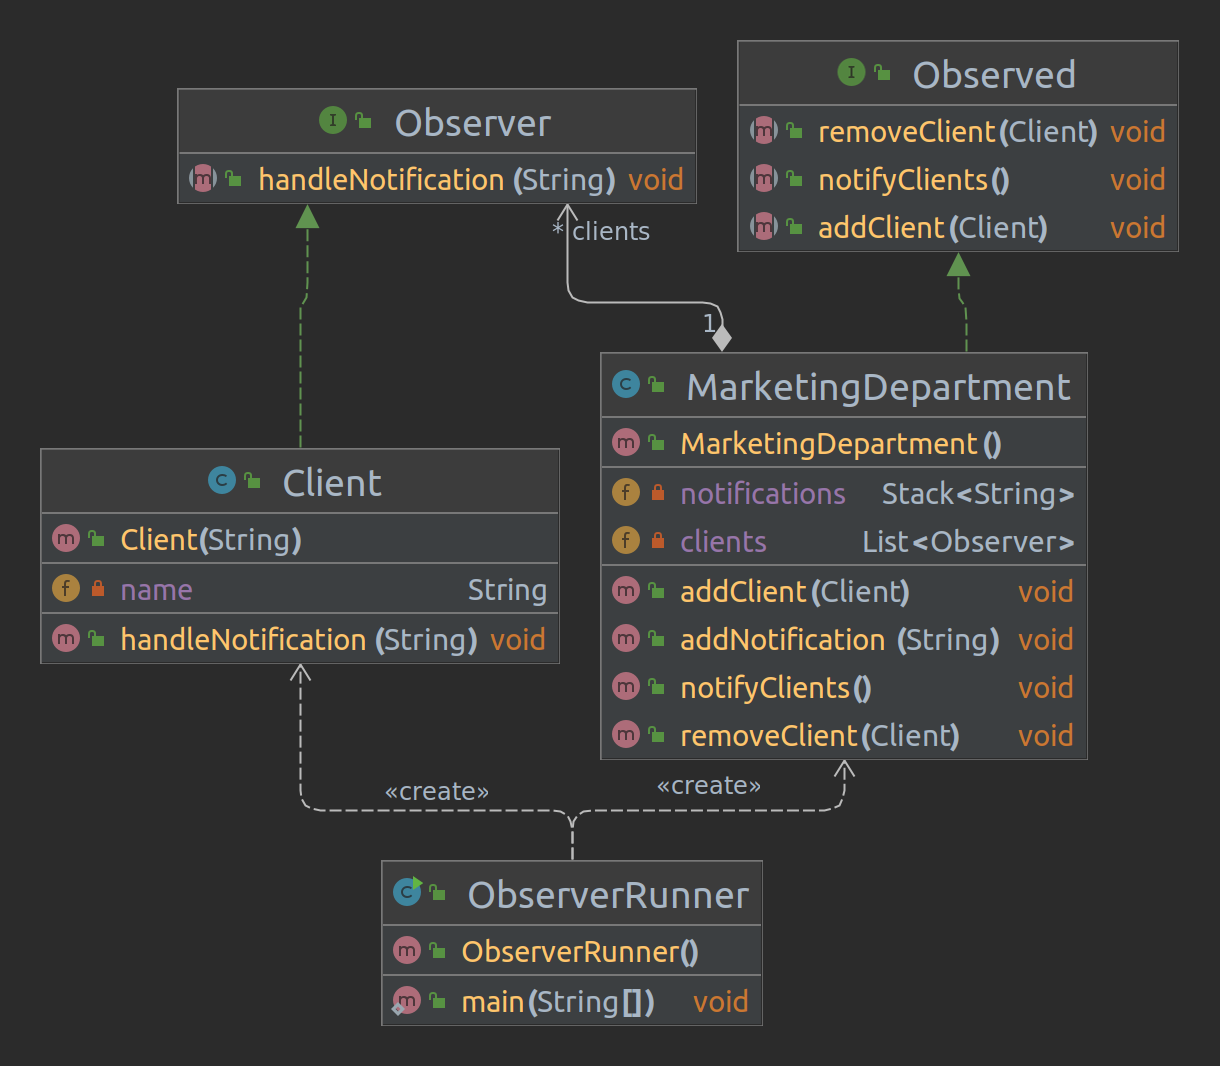 Observer
handleNotification (String) void
Observed
removeClient(Client) void
notifyClients() void
addClient(Client) void
* clients
1
MarketingDepartment
MarketingDepartment()
notifications Stack<String>
clients List<Observer>
addClient(Client) void
addNotification (String) void
notifyClients() void
removeClient(Client) void
Client
Client(String)
name String
handleNotification (String) void
«create»
«create»
ObserverRunner
ObserverRunner()
main(String[]) void